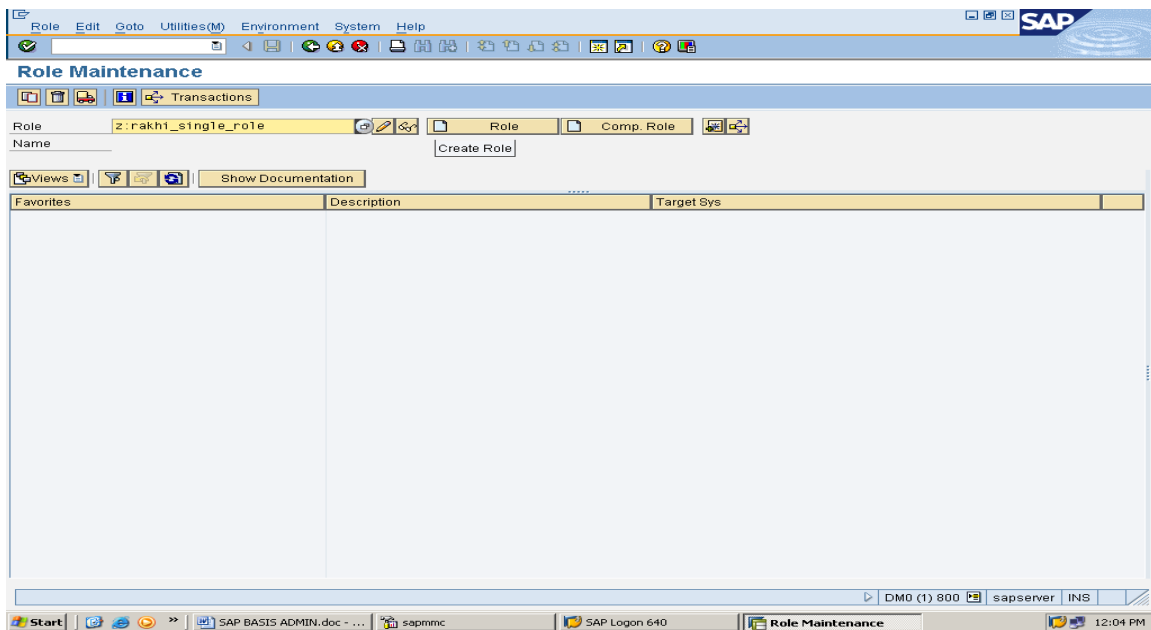 Role Edit Goto Utilities(M) Environment System Help
SAP
Role Maintenance
Transactions
Role z:rakhi_single_role Role Comp. Role
Name
Create Role
Views Show Documentation
Favorites Description Target Sys
DM0 (1) 800 sapserver INS
Start » SAP BASIS ADMIN.doc - ... sapmmc SAP Logon 640 Role Maintenance 12:04 PM